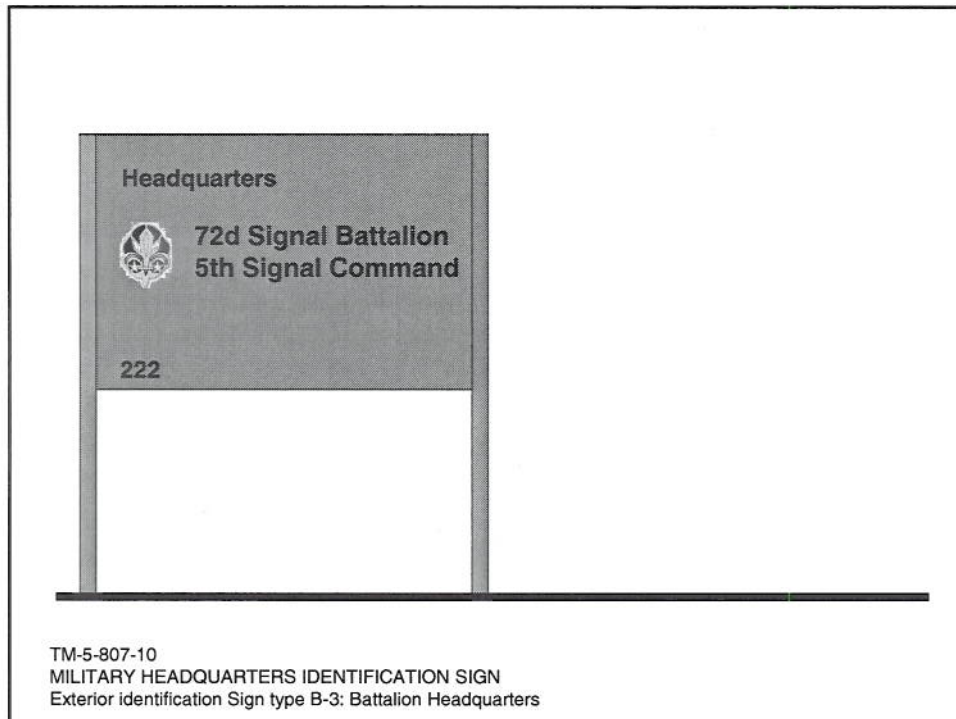 Headquarters
72d Signal Battalion
5th Signal Command
222
TM-5-807-10
MILITARY HEADQUARTERS IDENTIFICATION SIGN
Exterior identification Sign type B-3: Battalion Headquarters